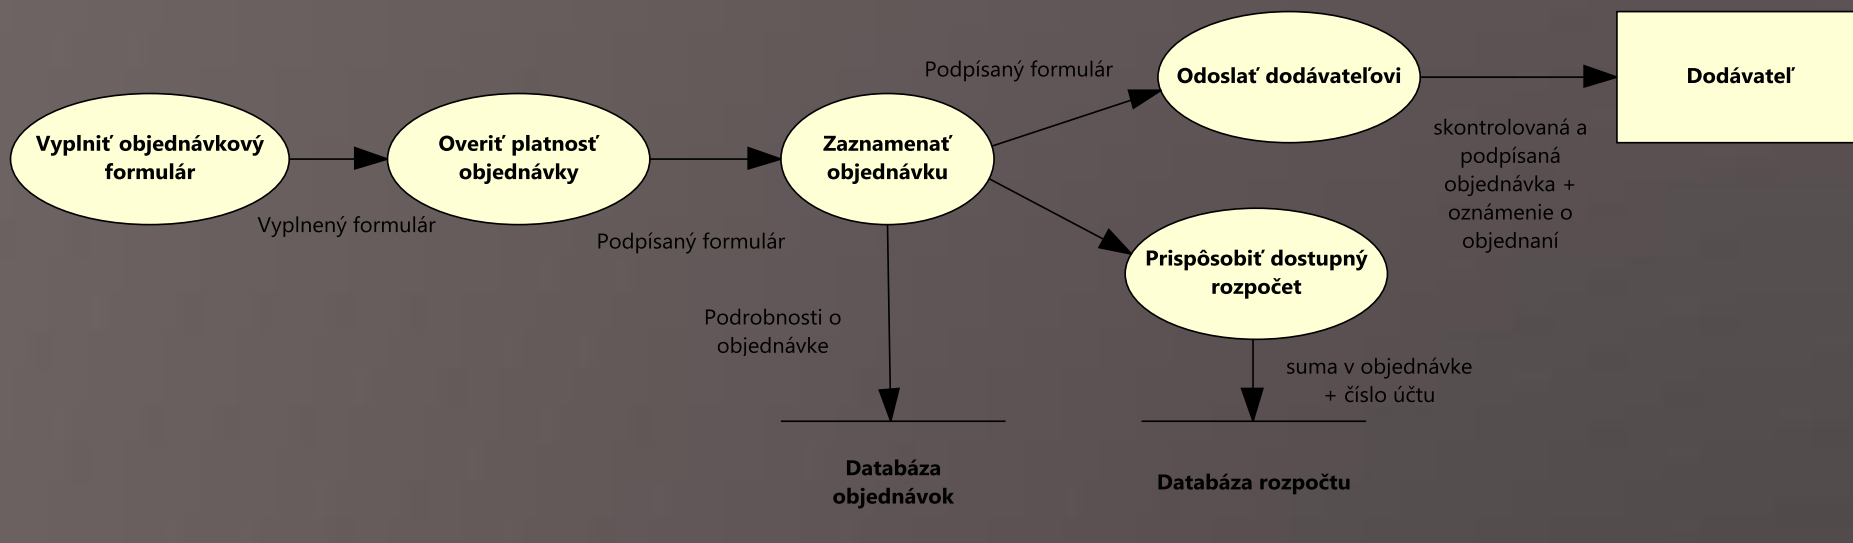 Vyplniť objednávkový
formulár
Vyplnený formulár
Overiť platnosť
objednávky
Podpísaný formulár
Zaznamenať
objednávku
Podpísaný formulár
Odoslať dodávateľovi
skontrolovaná a
podpísaná
objednávka +
oznámenie o
objednaní
Dodávateľ
Prispôsobiť dostupný
rozpočet
Podrobnosti o
objednávke
suma v objednávke
+ číslo účtu
Databáza
objednávok
Databáza rozpočtu